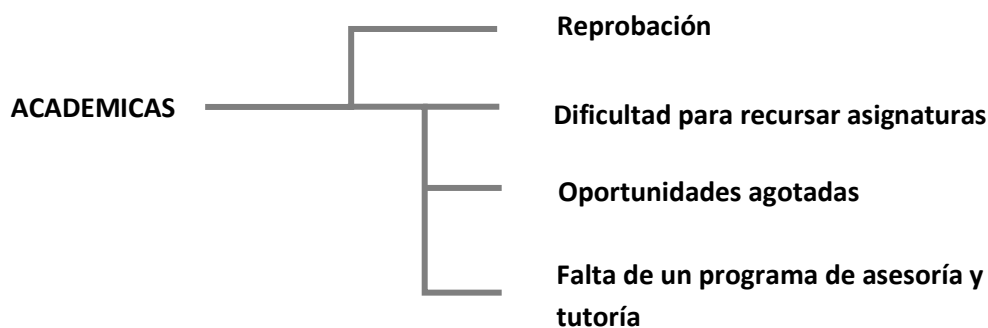 Reprobación
ACADEMICAS
Dificultad para recursar asignaturas
Oportunidades agotadas
Falta de un programa de asesoría y
tutoría